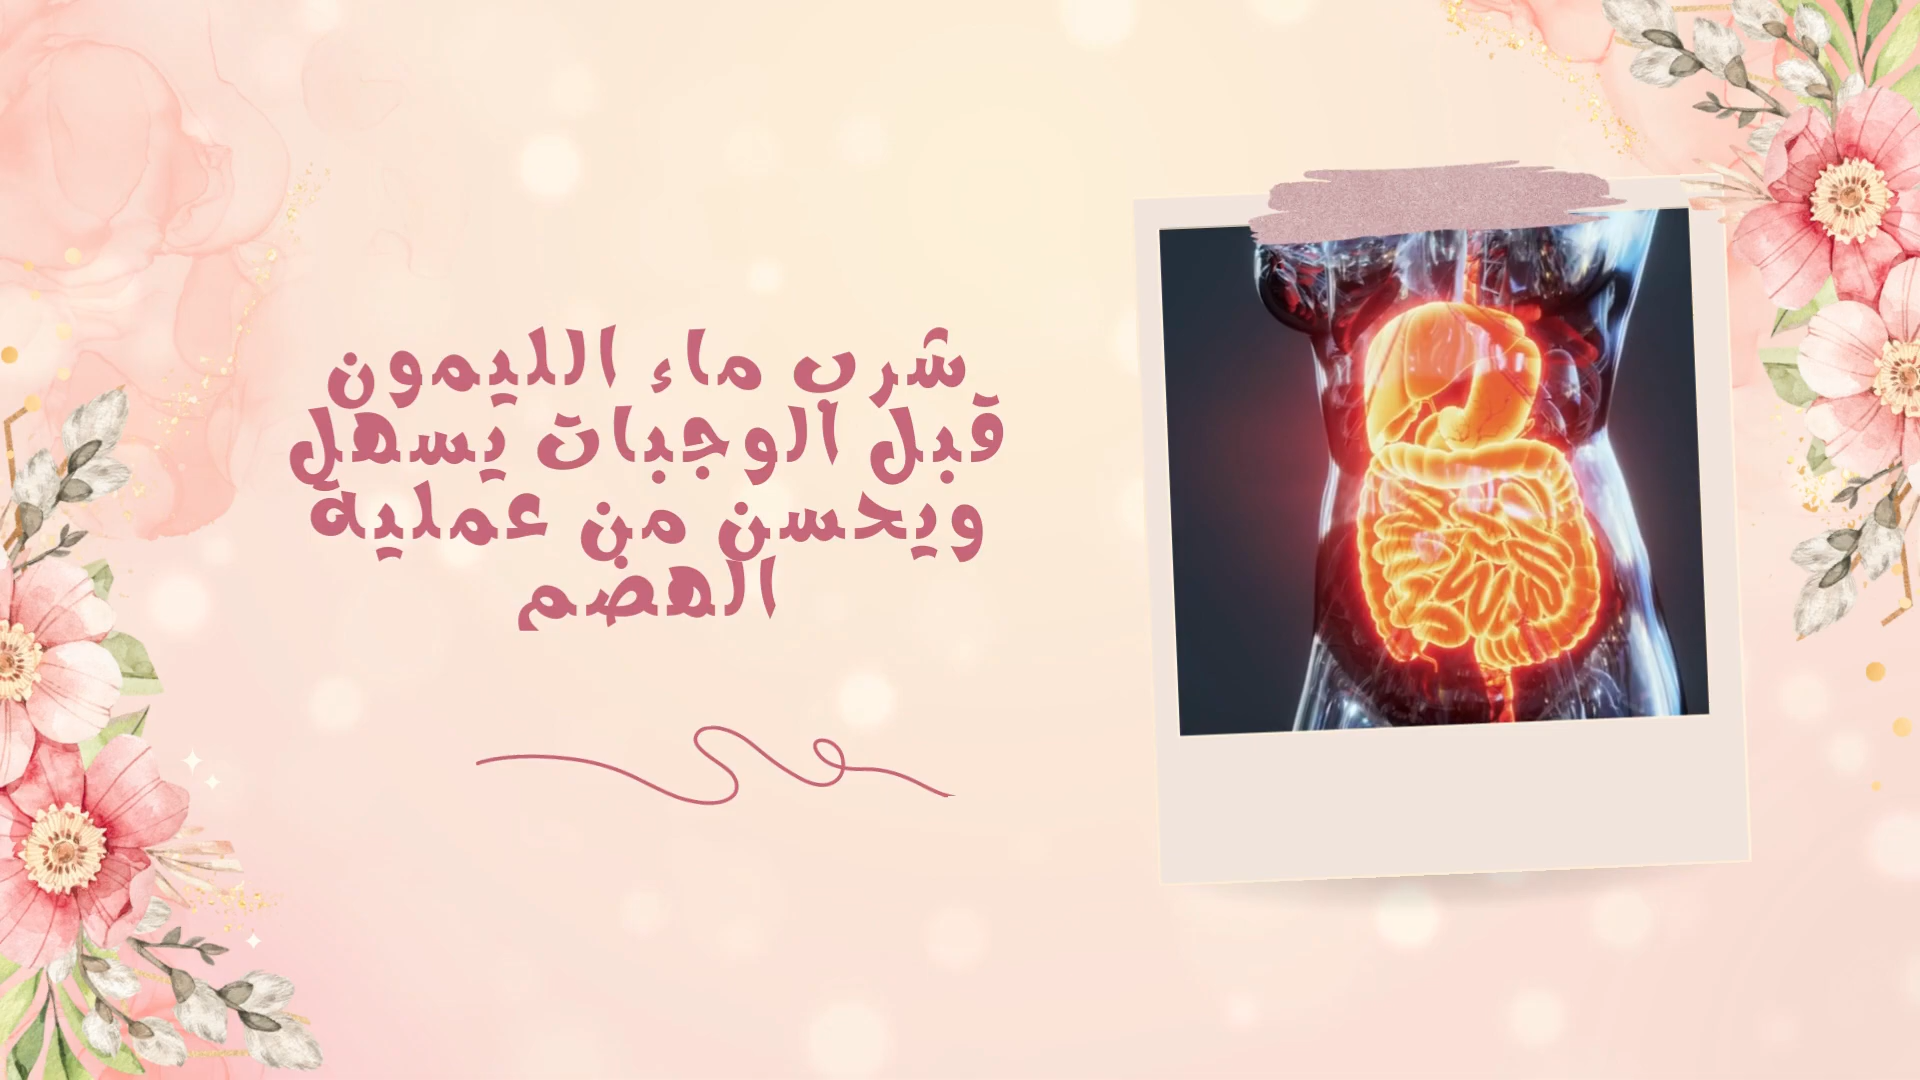 شرب ماء الليمون
قبل الوجبات يسهل
ويحسن من عملية
الهضم